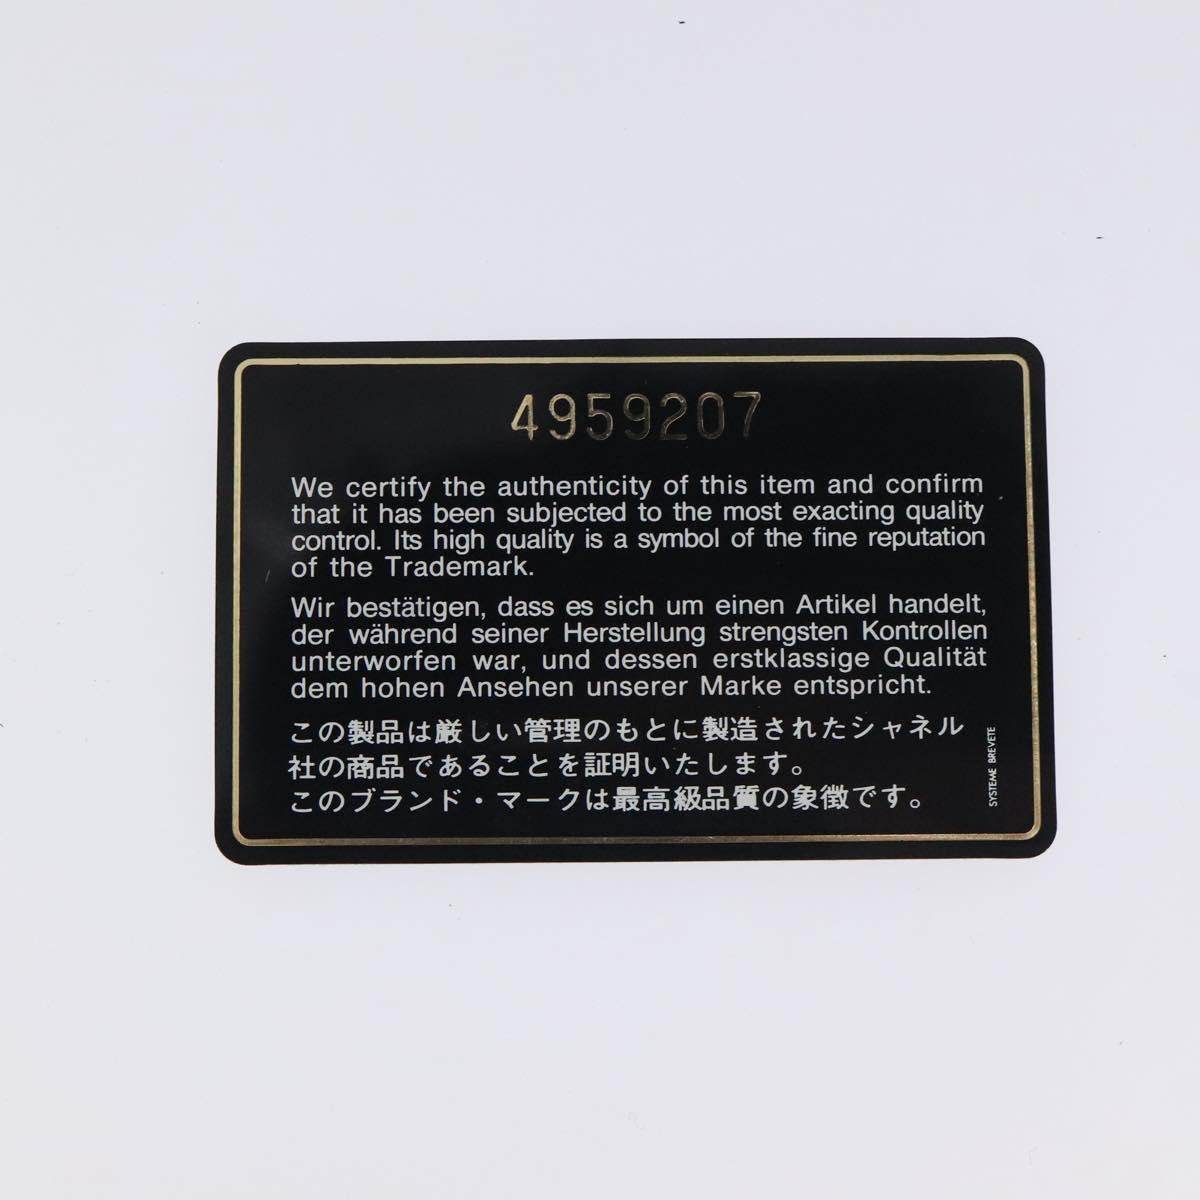 4959207
We certify the authenticity of this item and confirm
that it has been subjected to the most exacting quality
control. Its high quality is a symbol of the fine reputation
of the Trademark.
Wir bestätigen, dass es sich um einen Artikel handelt,
der während seiner Herstellung strengsten Kontrollen
unterworfen war, und dessen erstklassige Qualität
dem hohen Ansehen unserer Marke entspricht.
この製品は厳しい管理のもとに製造されたシャネル
社の商品であることを証明いたします。
このブランド・マークは最高級品質の象徴です。
SYSTEME BREVETE